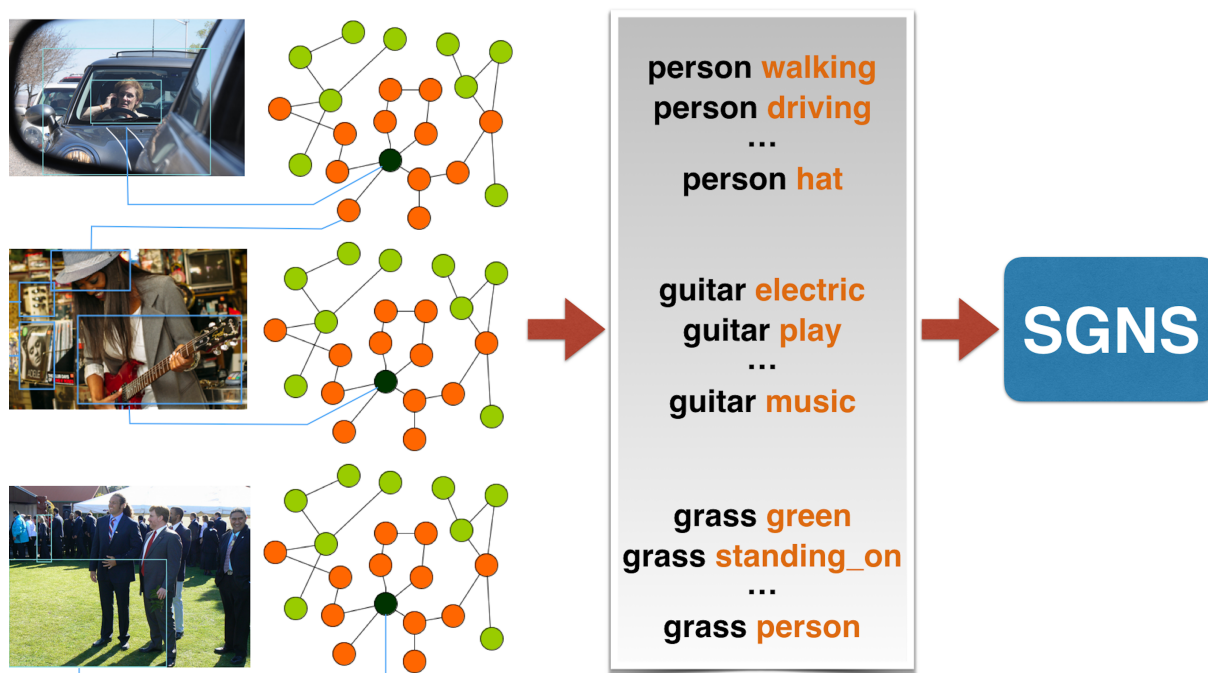 person walking
person driving
...
person hat
guitar electric
guitar play
...
guitar music
grass green
grass standing_on
...
grass person
SGNS